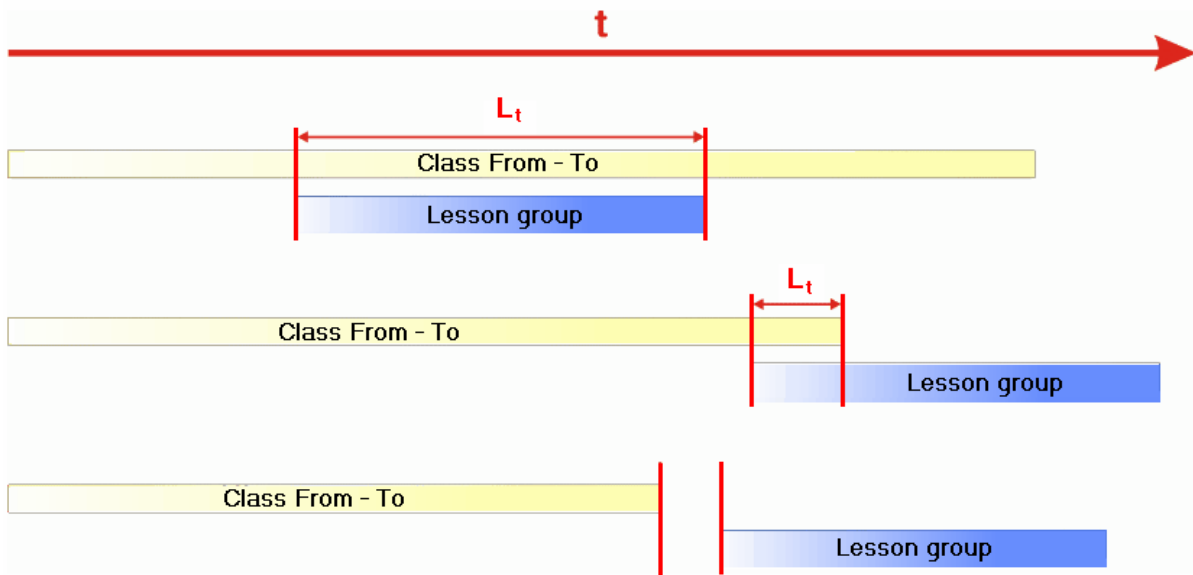 t
Lt
Class From - To
Lesson group
Lt
Class From - To
Lesson group
Class From - To
Lesson group